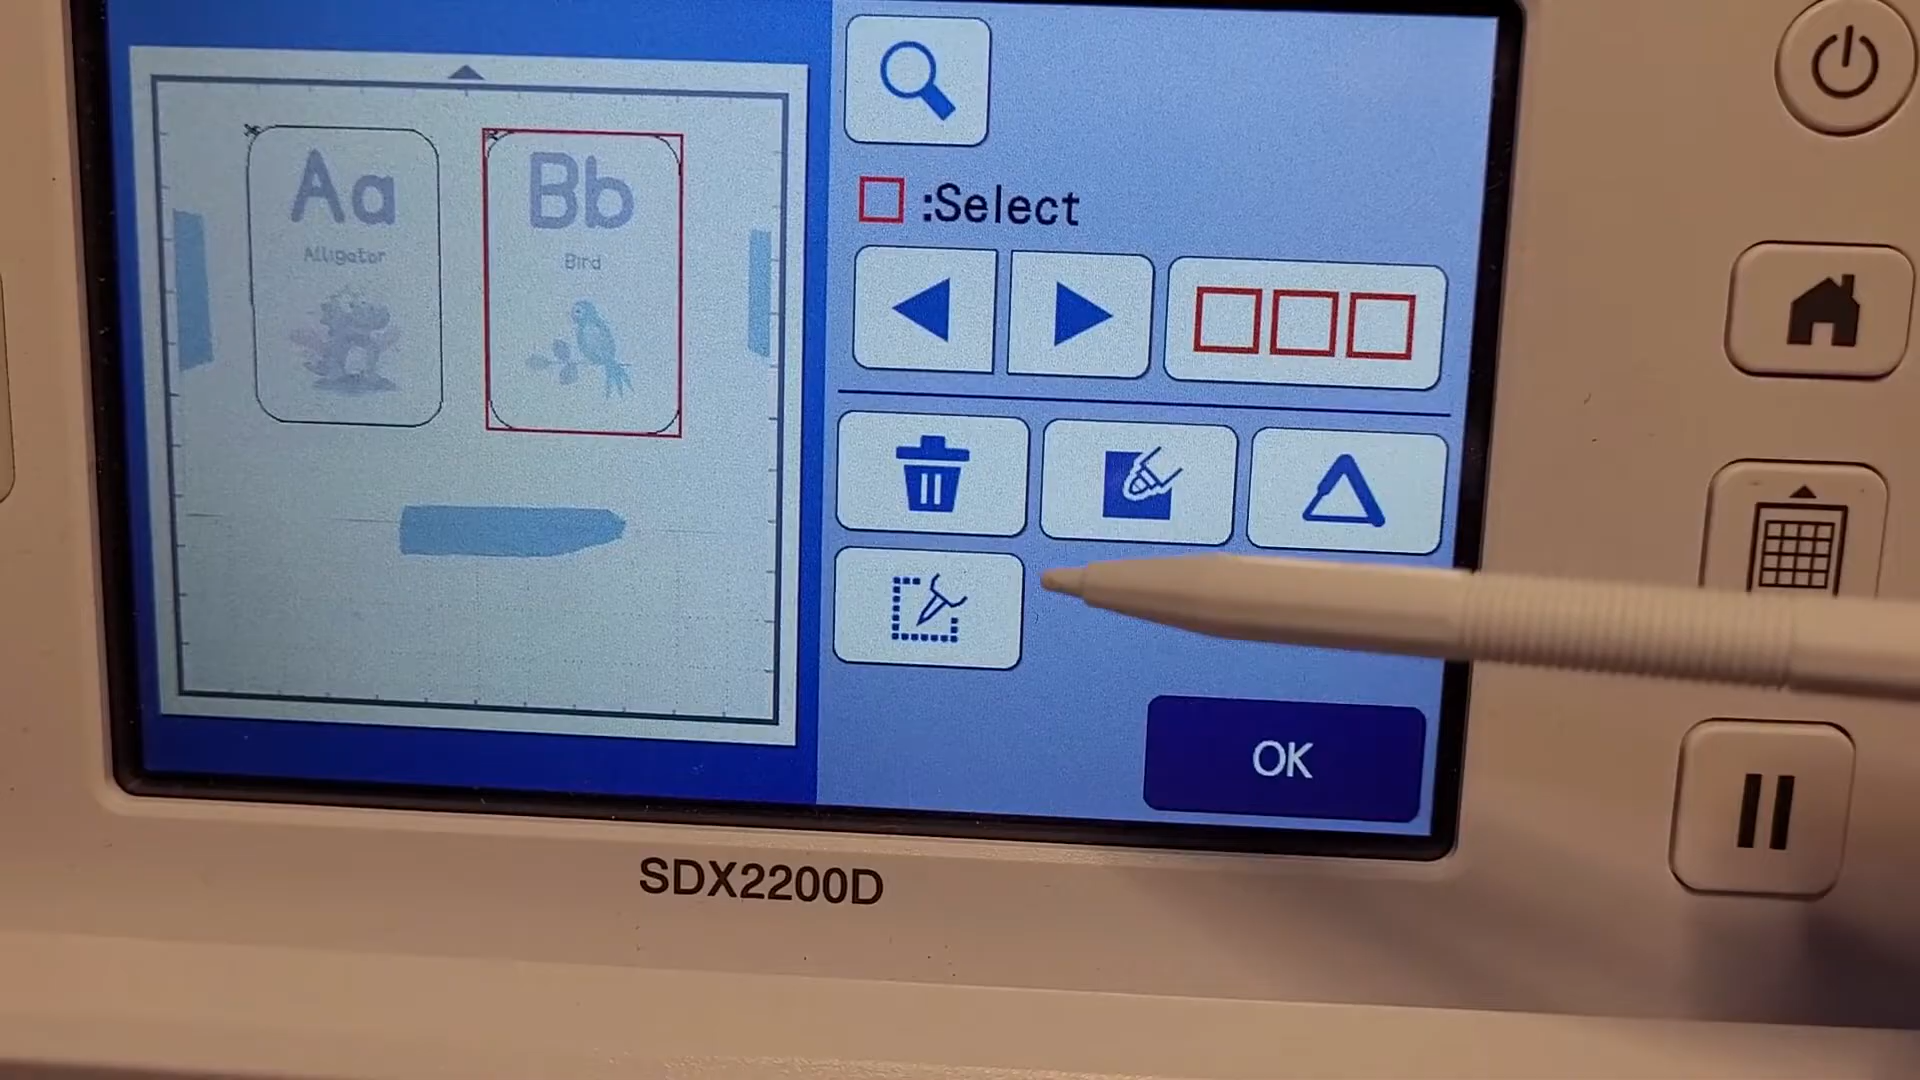 Aa
Alligator
Bb
Bird
:Select
OK
SDX2200D